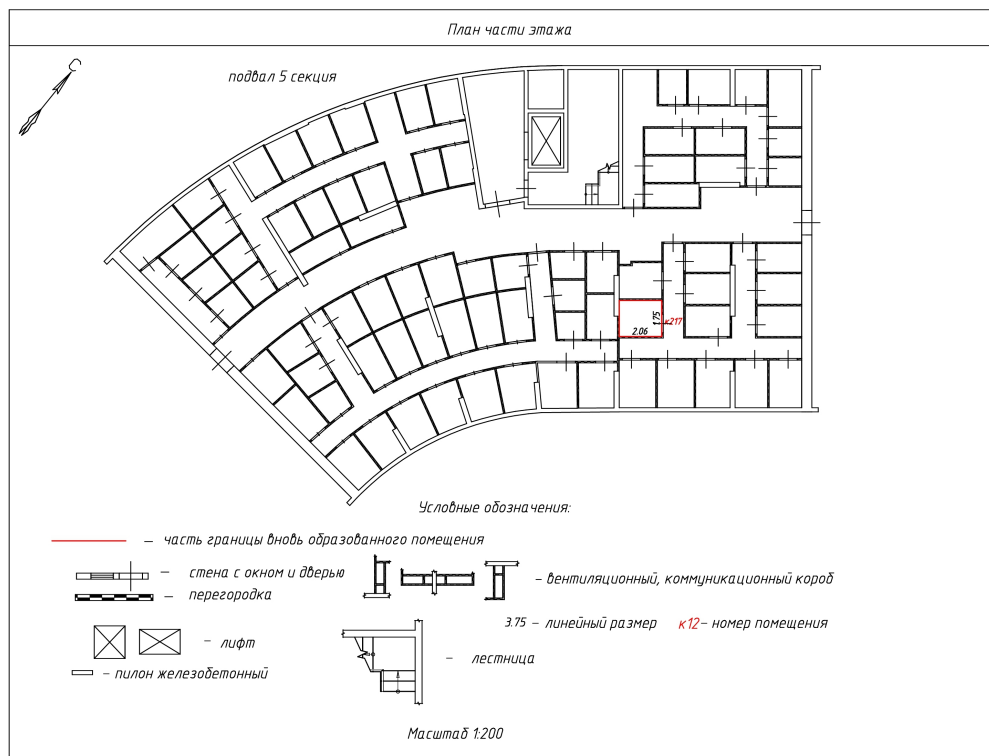 План части этажа
С
подвал 5 секция
1.75
к217
2.06
Условные обозначения:
— часть границы вновь образованного помещения
— стена с окном и дверью
— перегородка
— вентиляционный, коммуникационный короб
3.75 — линейный размер к12 — номер помещения
— лифт
— лестница
— пилон железобетонный
Масштаб 1:200